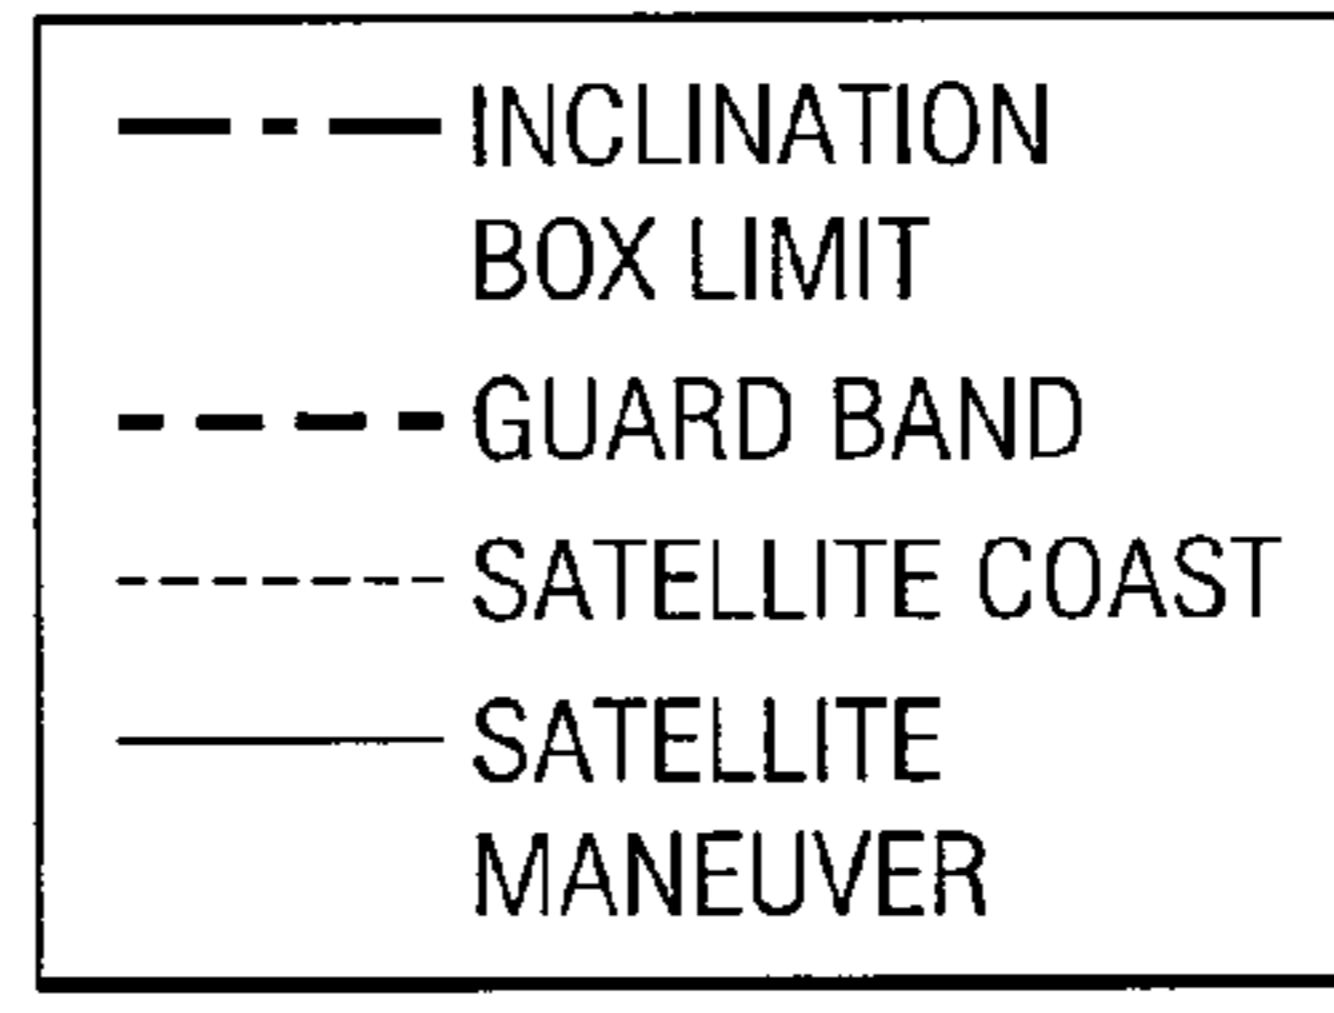 INCLINATION
BOX LIMIT
GUARD BAND
SATELLITE COAST
SATELLITE
MANEUVER